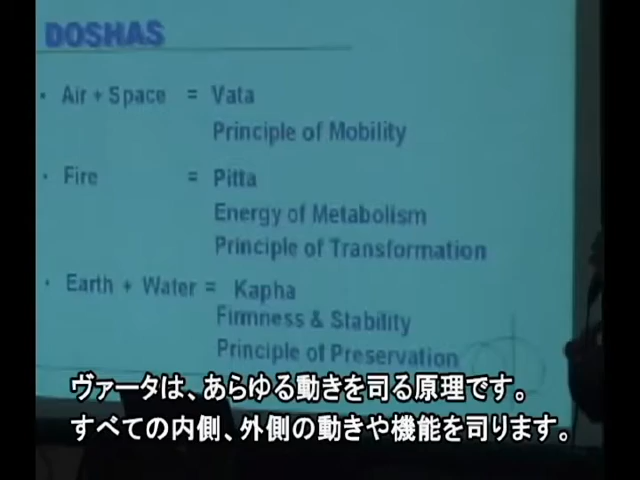 DOSHAS
• Air + Space = Vata
Principle of Mobility
• Fire = Pitta
Energy of Metabolism
Principle of Transformation
• Earth + Water = Kapha
Firmness & Stability
Principle of Preservation
ヴァータは、あらゆる動きを司る原理です。
すべての内側、外側の動きや機能を司ります。